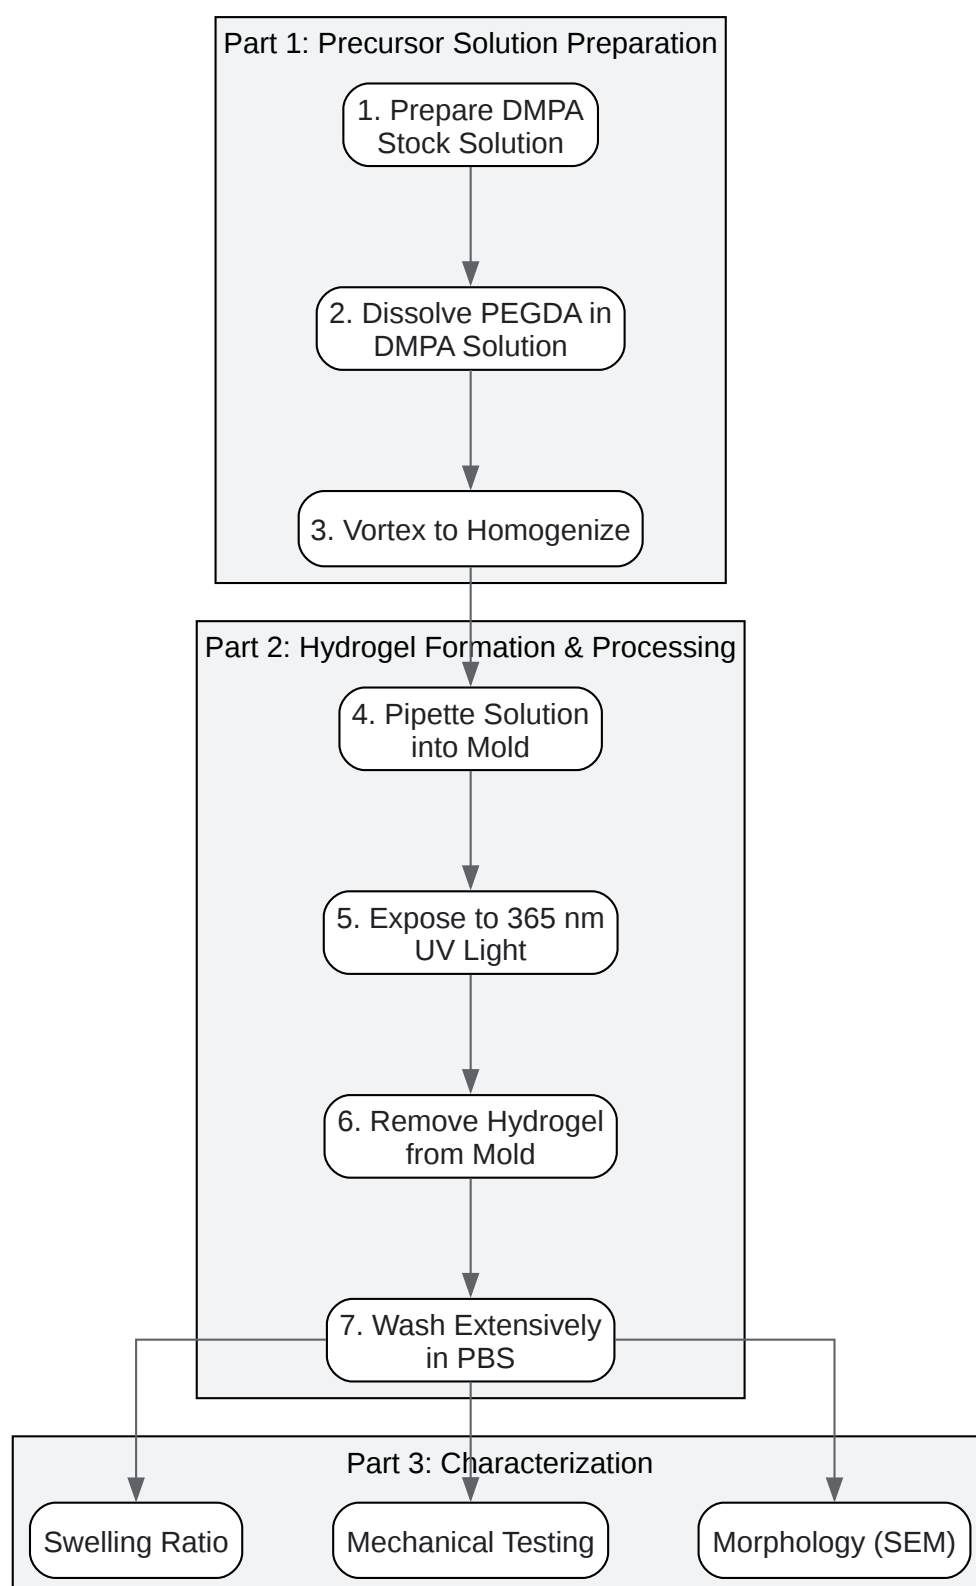 Part 1: Precursor Solution Preparation
1. Prepare DMPA
Stock Solution
2. Dissolve PEGDA in
DMPA Solution
3. Vortex to Homogenize
Part 2: Hydrogel Formation & Processing
4. Pipette Solution
into Mold
5. Expose to 365 nm
UV Light
6. Remove Hydrogel
from Mold
7. Wash Extensively
in PBS
Part 3: Characterization
Swelling Ratio
Mechanical Testing
Morphology (SEM)